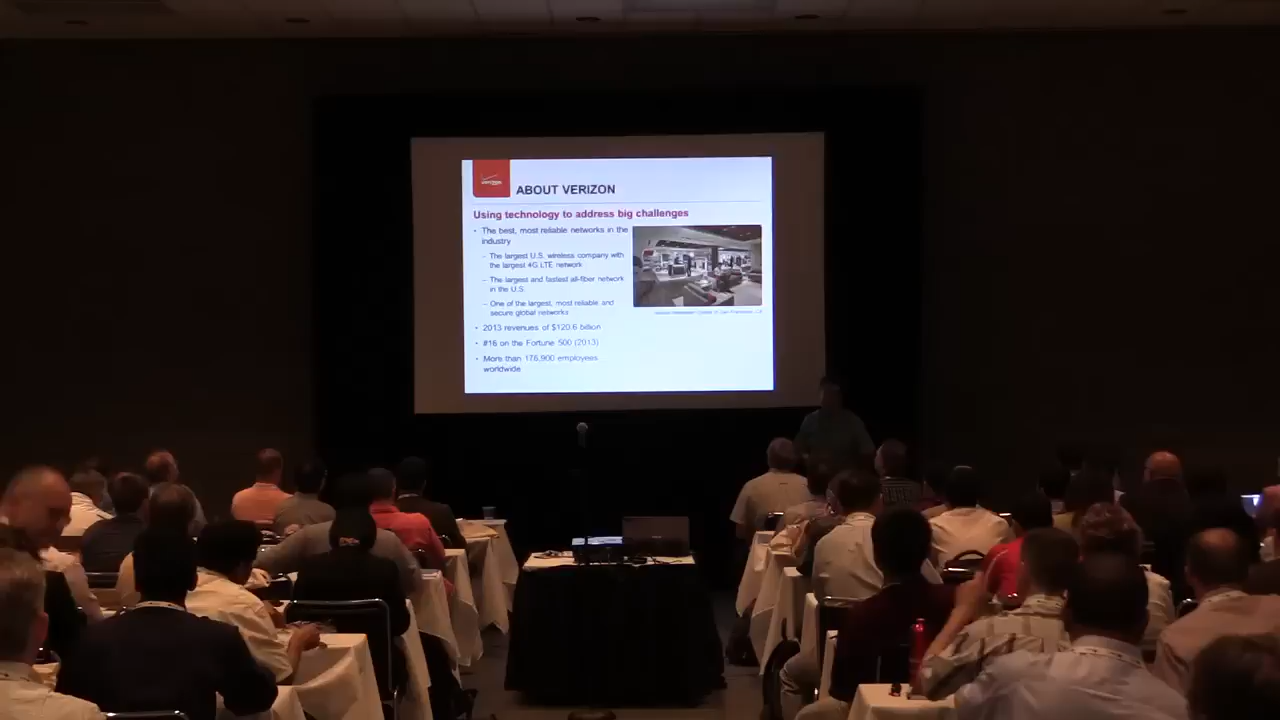 verizon
ABOUT VERIZON
Using technology to address big challenges
• The best, most reliable networks in the
industry
– The largest U.S. wireless company with
the largest 4G LTE network
– The largest and fastest all-fiber network
in the U.S.
– One of the largest, most reliable and
secure global networks
• 2013 revenues of $120.6 billion
• #16 on the Fortune 500 (2013)
• More than 176,900 employees
worldwide